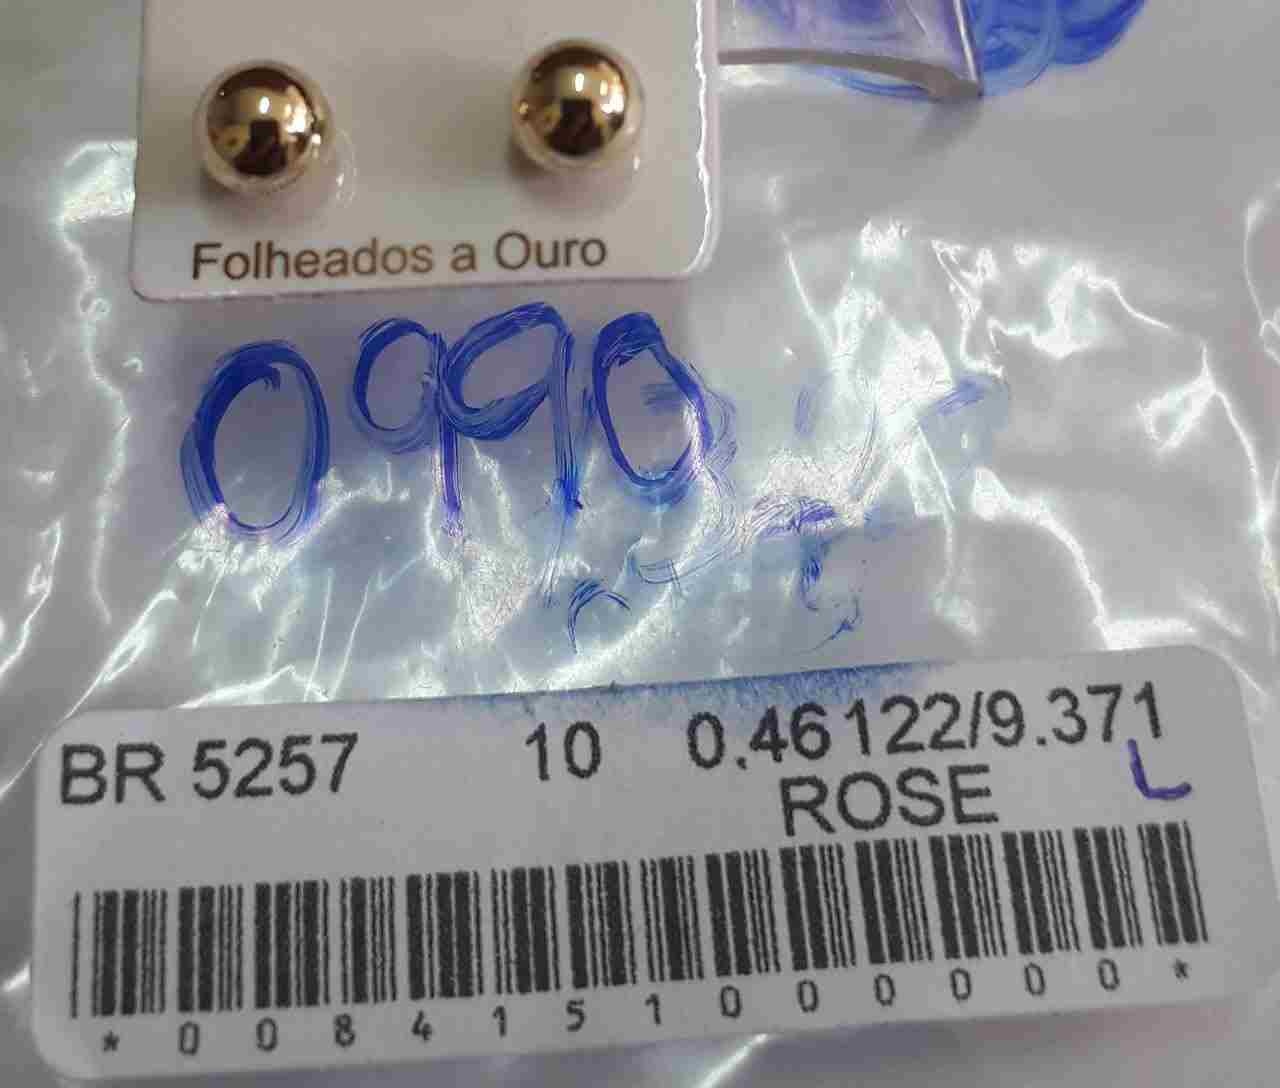 Folheados a Ouro
0990
BR 5257 10 0.46122/9.371
ROSE L
*0084151000000*